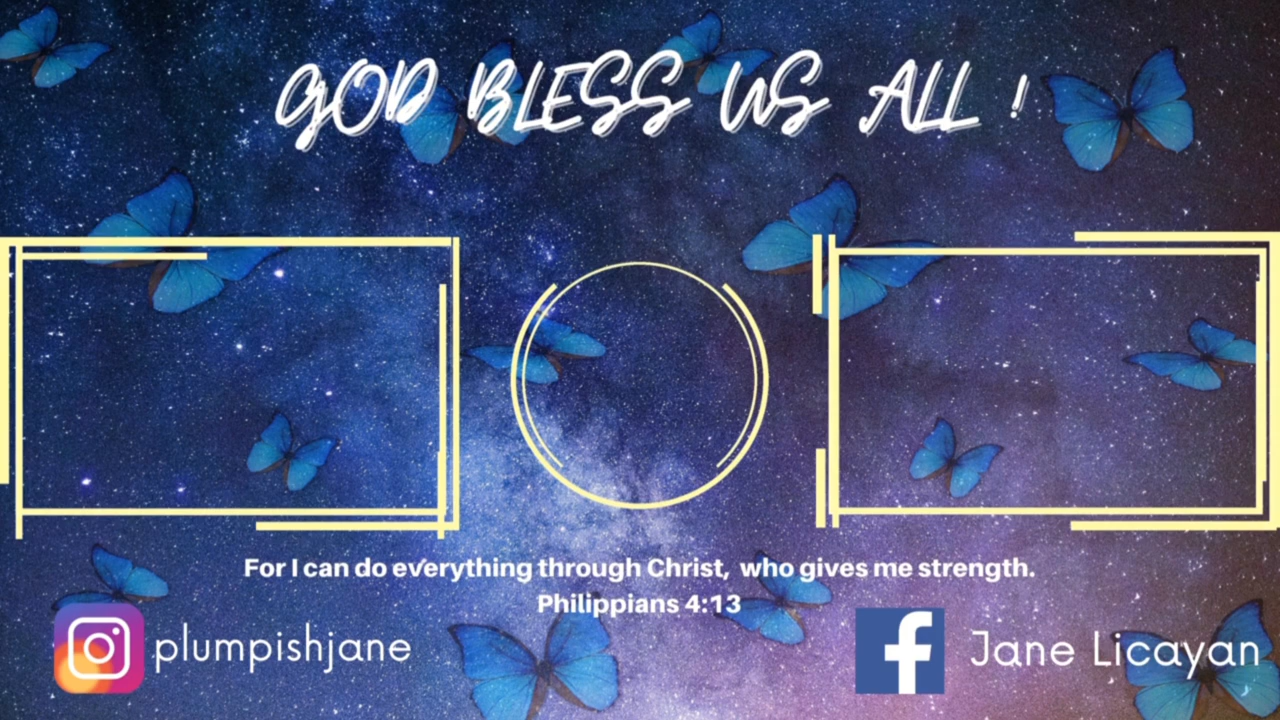 GOD BLESS US ALL !
For I can do everything through Christ, who gives me strength.
Philippians 4:13
plumpishjane
Jane Licayan